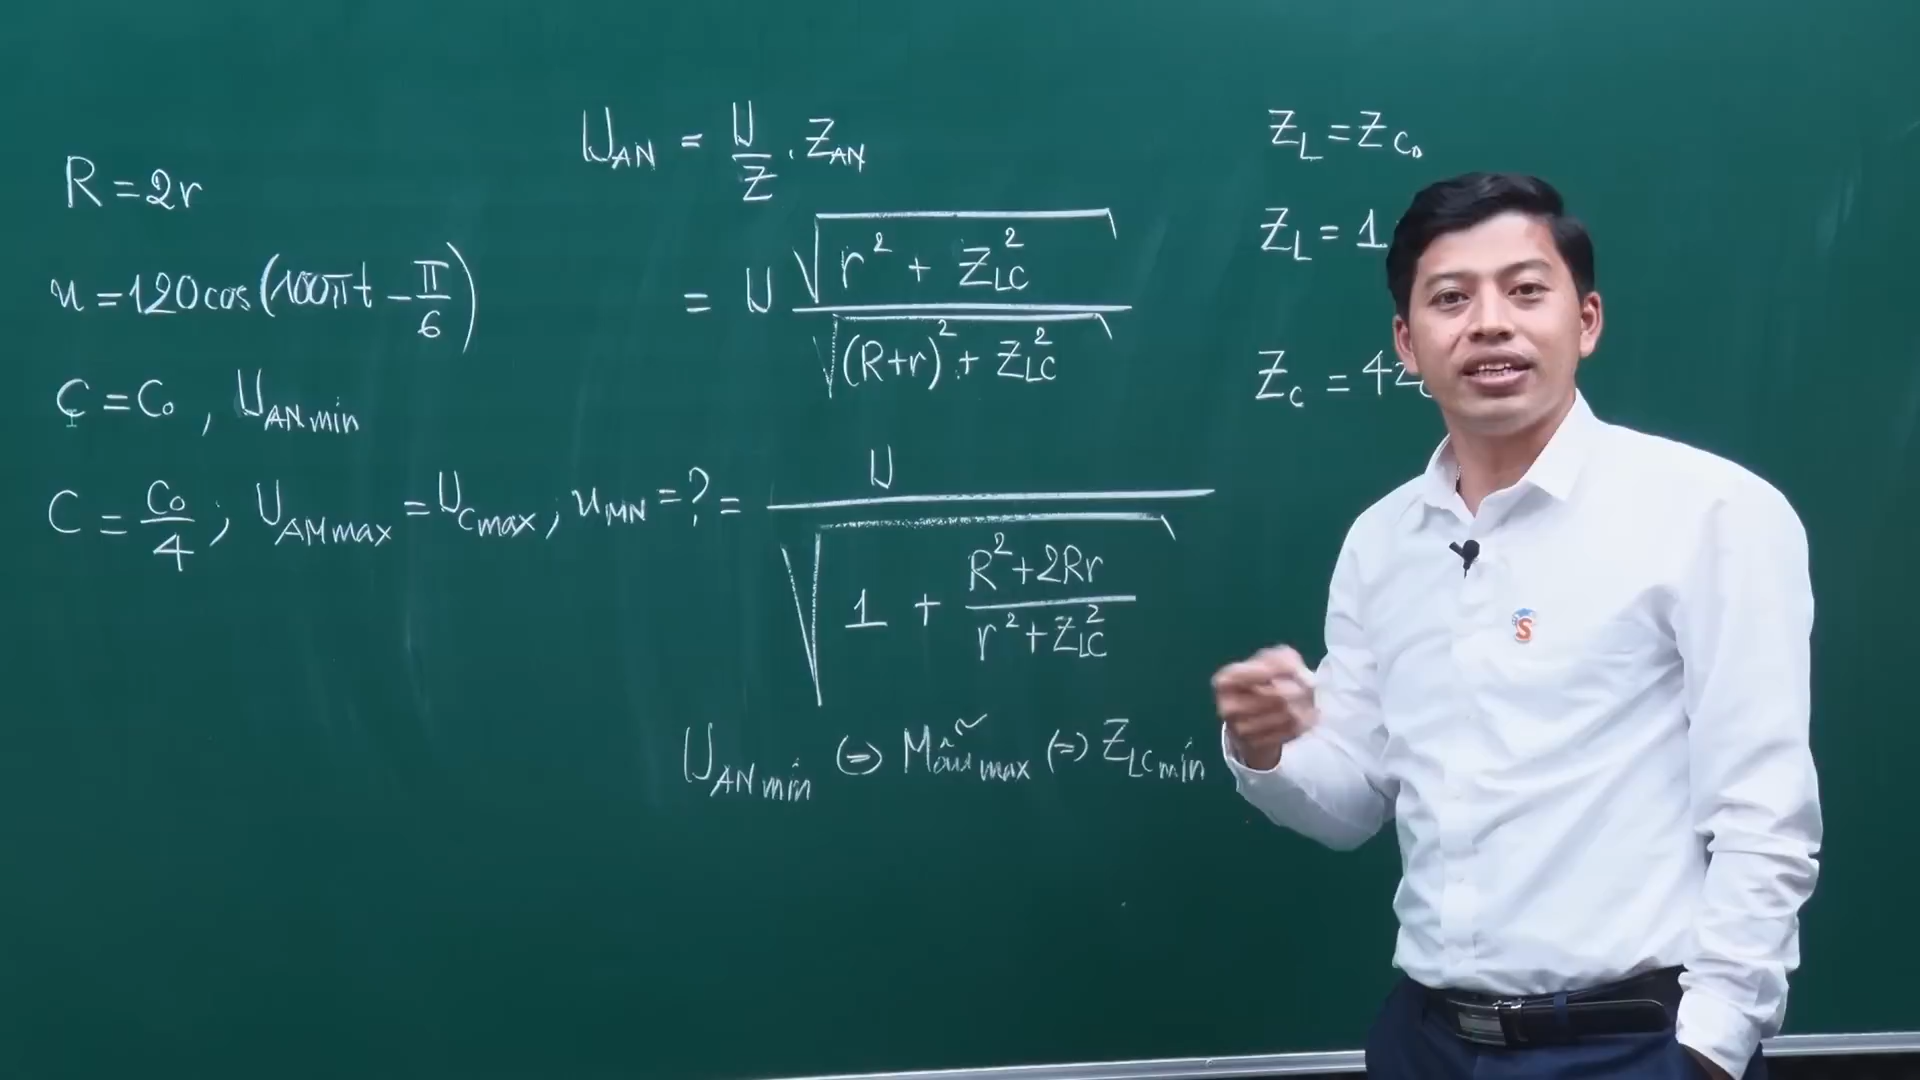 R = 2r
u = 120cos(100πt - π/6)
C = C₀, U_AN min
C = C₀/4; U_AM max = U_C max; u_MN = ?
U_AN = U/Z . Z_AN
= U √(r² + Z_LC²) / √((R+r)² + Z_LC²)
= U / √(1 + (R² + 2Rr)/(r² + Z_LC²))
U_AN min ⇔ Mẫu max ⇔ Z_LC min
Z_L = Z_C₀
Z_L = 1
Z_C = 4Z
S